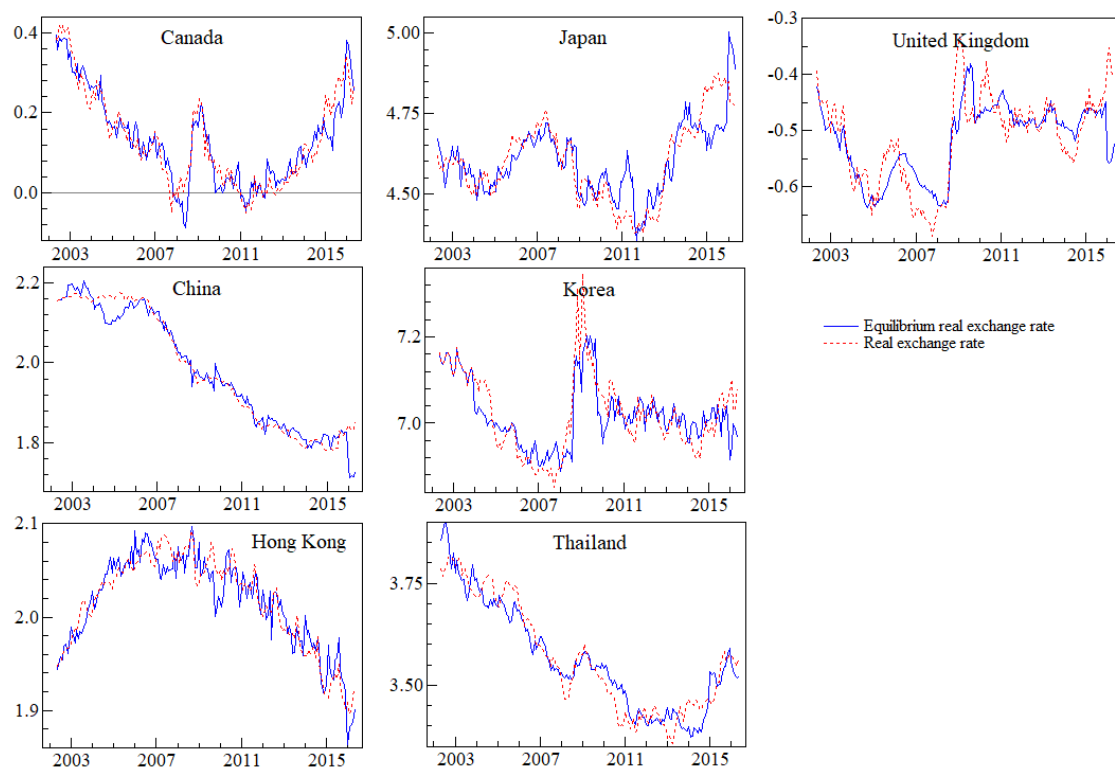 Canada
0.4
0.2
0.0
2003 2007 2011 2015
Japan
5.00
4.75
4.50
2003 2007 2011 2015
United Kingdom
-0.3
-0.4
-0.5
-0.6
2003 2007 2011 2015
China
2.2
2.0
1.8
2003 2007 2011 2015
Korea
7.2
7.0
2003 2007 2011 2015
Equilibrium real exchange rate
Real exchange rate
Hong Kong
2.1
2.0
1.9
2003 2007 2011 2015
Thailand
3.75
3.50
2003 2007 2011 2015